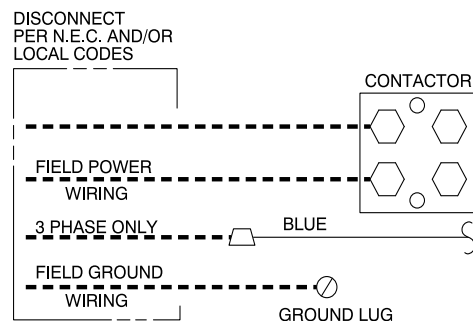 DISCONNECT
PER N.E.C. AND/OR
LOCAL CODES
CONTACTOR
FIELD POWER
WIRING
3 PHASE ONLY
BLUE
FIELD GROUND
WIRING
GROUND LUG